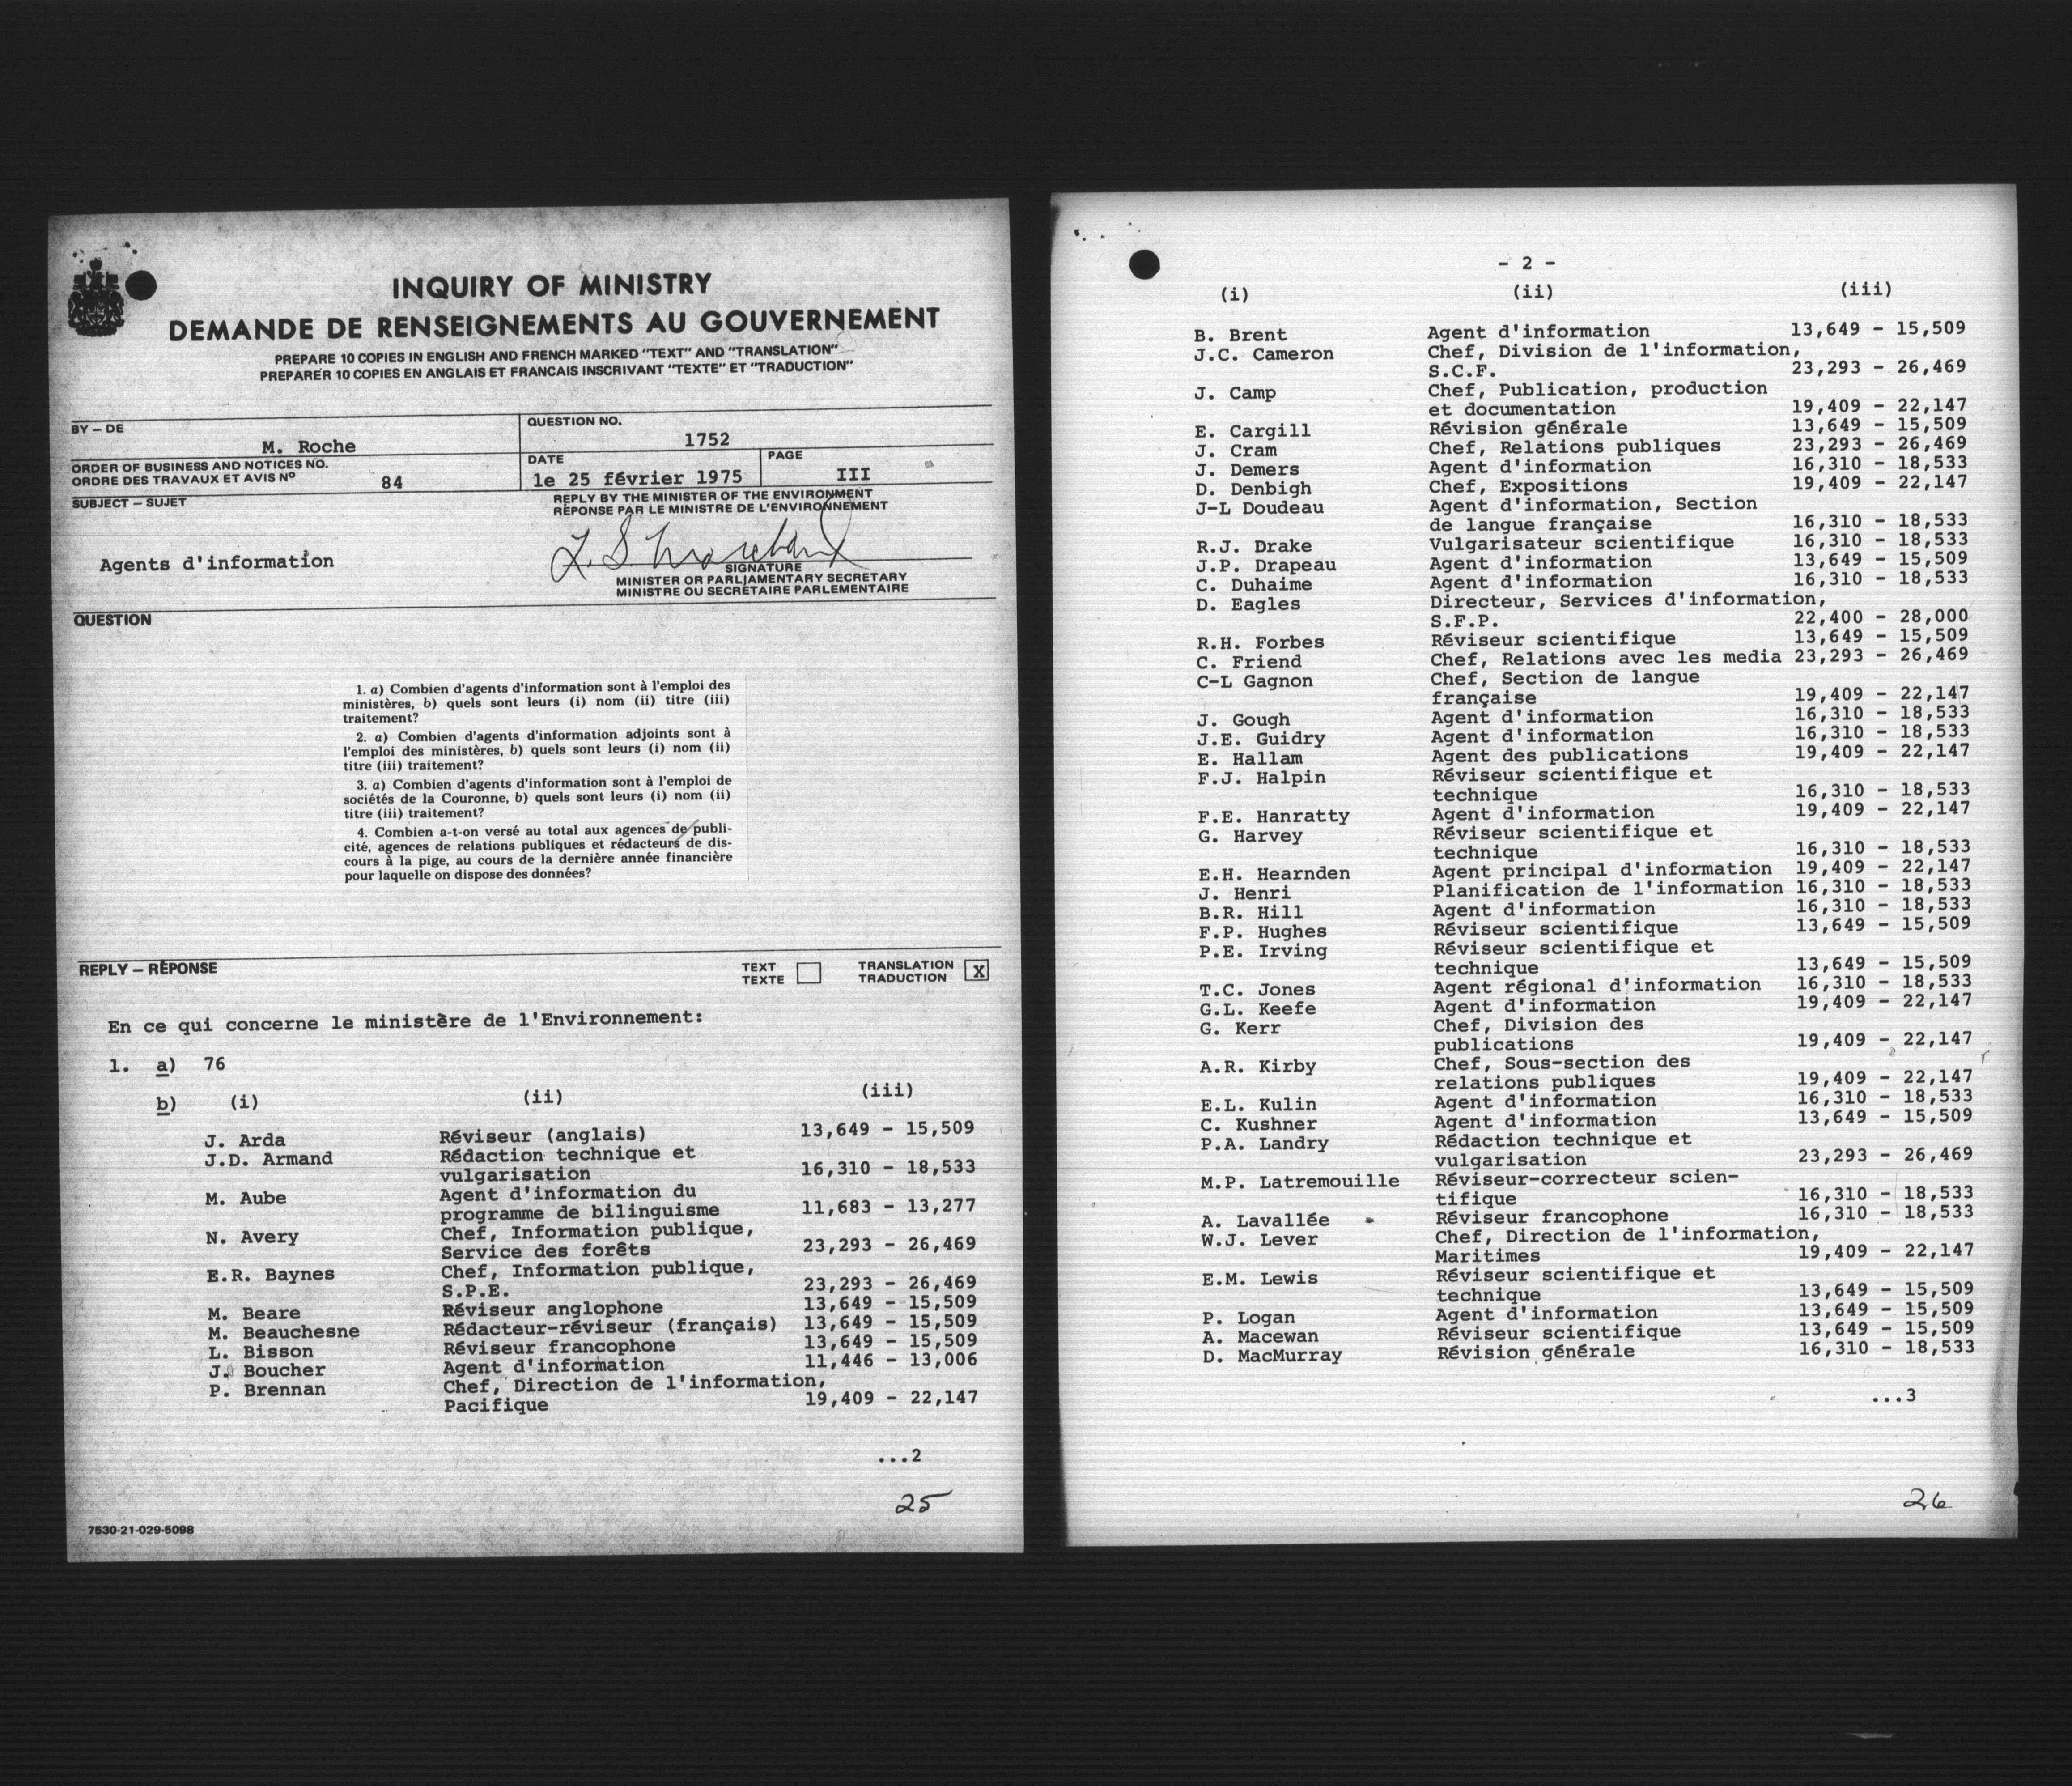 INQUIRY OF MINISTRY
DEMANDE DE RENSEIGNEMENTS AU GOUVERNEMENT
PREPARE 10 COPIES IN ENGLISH AND FRENCH MARKED "TEXT" AND "TRANSLATION"
PREPARER 10 COPIES EN ANGLAIS ET FRANCAIS INSCRIVANT "TEXTE" ET "TRADUCTION"
BY – DE
M. Roche
QUESTION NO.
1752
ORDER OF BUSINESS AND NOTICES NO.
ORDRE DES TRAVAUX ET AVIS Nº
84
DATE
le 25 février 1975
PAGE
III
SUBJECT – SUJET
Agents d'information
REPLY BY THE MINISTER OF THE ENVIRONMENT
RÉPONSE PAR LE MINISTRE DE L'ENVIRONNEMENT
SIGNATURE
MINISTER OR PARLIAMENTARY SECRETARY
MINISTRE OU SECRÉTAIRE PARLEMENTAIRE
QUESTION
1. a) Combien d'agents d'information sont à l'emploi des
ministères, b) quels sont leurs (i) nom (ii) titre (iii)
traitement?
2. a) Combien d'agents d'information adjoints sont à
l'emploi des ministères, b) quels sont leurs (i) nom (ii)
titre (iii) traitement?
3. a) Combien d'agents d'information sont à l'emploi de
sociétés de la Couronne, b) quels sont leurs (i) nom (ii)
titre (iii) traitement?
4. Combien a-t-on versé au total aux agences de publi-
cité, agences de relations publiques et rédacteurs de dis-
cours à la pige, au cours de la dernière année financière
pour laquelle on dispose des données?
REPLY – RÉPONSE
TEXT
TEXTE
TRANSLATION
TRADUCTION
X
En ce qui concerne le ministère de l'Environnement:
1. a) 76
b) (i) (ii) (iii)
J. Arda Réviseur (anglais) 13,649 - 15,509
J.D. Armand Rédaction technique et
vulgarisation 16,310 - 18,533
M. Aube Agent d'information du
programme de bilinguisme 11,683 - 13,277
N. Avery Chef, Information publique,
Service des forêts 23,293 - 26,469
E.R. Baynes Chef, Information publique,
S.P.E. 23,293 - 26,469
M. Beare Réviseur anglophone 13,649 - 15,509
M. Beauchesne Rédacteur-réviseur (français) 13,649 - 15,509
L. Bisson Réviseur francophone 13,649 - 15,509
J. Boucher Agent d'information 11,446 - 13,006
P. Brennan Chef, Direction de l'information,
Pacifique 19,409 - 22,147
...2
25
7530-21-029-5098
- 2 -
(i) (ii) (iii)
B. Brent Agent d'information 13,649 - 15,509
J.C. Cameron Chef, Division de l'information,
S.C.F. 23,293 - 26,469
J. Camp Chef, Publication, production
et documentation 19,409 - 22,147
E. Cargill Révision générale 13,649 - 15,509
J. Cram Chef, Relations publiques 23,293 - 26,469
J. Demers Agent d'information 16,310 - 18,533
D. Denbigh Chef, Expositions 19,409 - 22,147
J-L Doudeau Agent d'information, Section
de langue française 16,310 - 18,533
R.J. Drake Vulgarisateur scientifique 16,310 - 18,533
J.P. Drapeau Agent d'information 13,649 - 15,509
C. Duhaime Agent d'information 16,310 - 18,533
D. Eagles Directeur, Services d'information,
S.F.P. 22,400 - 28,000
R.H. Forbes Réviseur scientifique 13,649 - 15,509
C. Friend Chef, Relations avec les media 23,293 - 26,469
C-L Gagnon Chef, Section de langue
française 19,409 - 22,147
J. Gough Agent d'information 16,310 - 18,533
J.E. Guidry Agent d'information 16,310 - 18,533
E. Hallam Agent des publications 19,409 - 22,147
F.J. Halpin Réviseur scientifique et
technique 16,310 - 18,533
F.E. Hanratty Agent d'information 19,409 - 22,147
G. Harvey Réviseur scientifique et
technique 16,310 - 18,533
E.H. Hearnden Agent principal d'information 19,409 - 22,147
J. Henri Planification de l'information 16,310 - 18,533
B.R. Hill Agent d'information 16,310 - 18,533
F.P. Hughes Réviseur scientifique 13,649 - 15,509
P.E. Irving Réviseur scientifique et
technique 13,649 - 15,509
T.C. Jones Agent régional d'information 16,310 - 18,533
G.L. Keefe Agent d'information 19,409 - 22,147
G. Kerr Chef, Division des
publications 19,409 - 22,147
A.R. Kirby Chef, Sous-section des
relations publiques 19,409 - 22,147
E.L. Kulin Agent d'information 16,310 - 18,533
C. Kushner Agent d'information 13,649 - 15,509
P.A. Landry Rédaction technique et
vulgarisation 23,293 - 26,469
M.P. Latremouille Réviseur-correcteur scien-
tifique 16,310 - 18,533
A. Lavallée Réviseur francophone 16,310 - 18,533
W.J. Lever Chef, Direction de l'information,
Maritimes 19,409 - 22,147
E.M. Lewis Réviseur scientifique et
technique 13,649 - 15,509
P. Logan Agent d'information 13,649 - 15,509
A. Macewan Réviseur scientifique 13,649 - 15,509
D. MacMurray Révision générale 16,310 - 18,533
...3
26